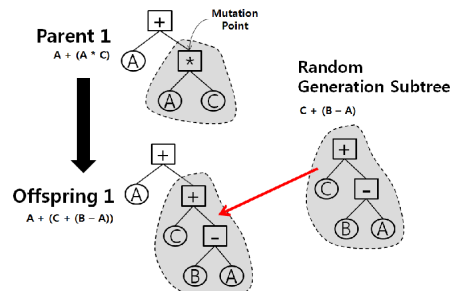 Mutation
Point
Parent 1
A + (A * C)
+
A
*
A
C
Random
Generation Subtree
C + (B – A)
+
C
-
B
A
Offspring 1
A + (C + (B – A))
+
A
+
C
-
B
A